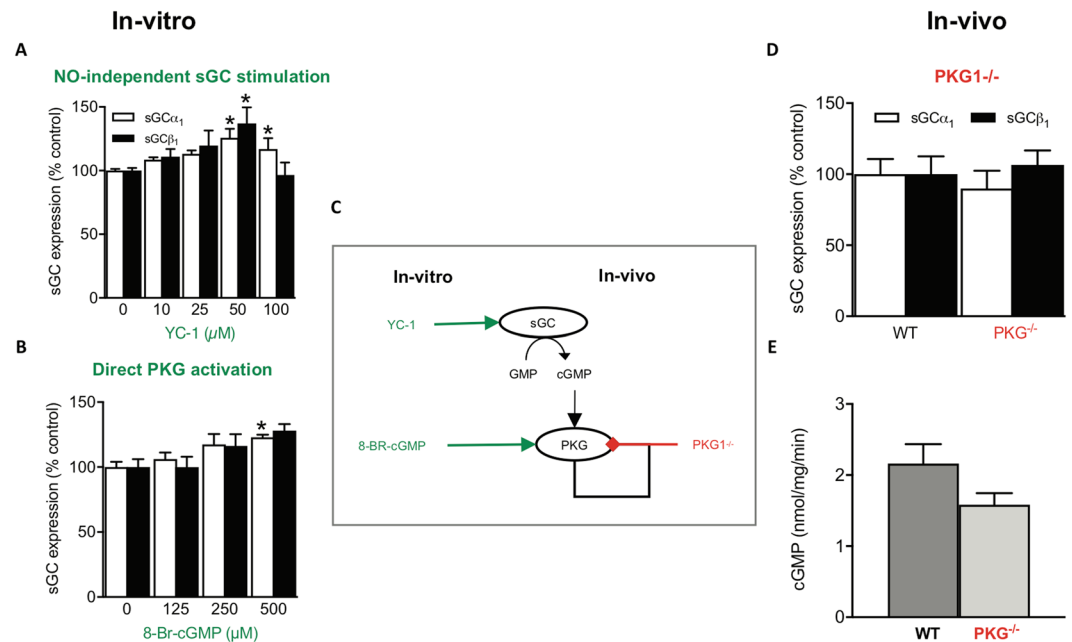 In-vitro
In-vivo
A
NO-independent sGC stimulation
sGC expression (% control)
150
100
50
0
sGCα1
sGCβ1
* * *
0 10 25 50 100
YC-1 (µM)
B
Direct PKG activation
sGC expression (% control)
150
100
50
0
*
0 125 250 500
8-Br-cGMP (µM)
C
In-vitro In-vivo
YC-1
sGC
GMP cGMP
8-BR-cGMP
PKG
PKG1-/-
D
PKG1-/-
sGC expression (% control)
150
100
50
0
sGCα1 sGCβ1
WT PKG-/-
E
cGMP (nmol/mg/min)
3
2
1
0
WT PKG-/-